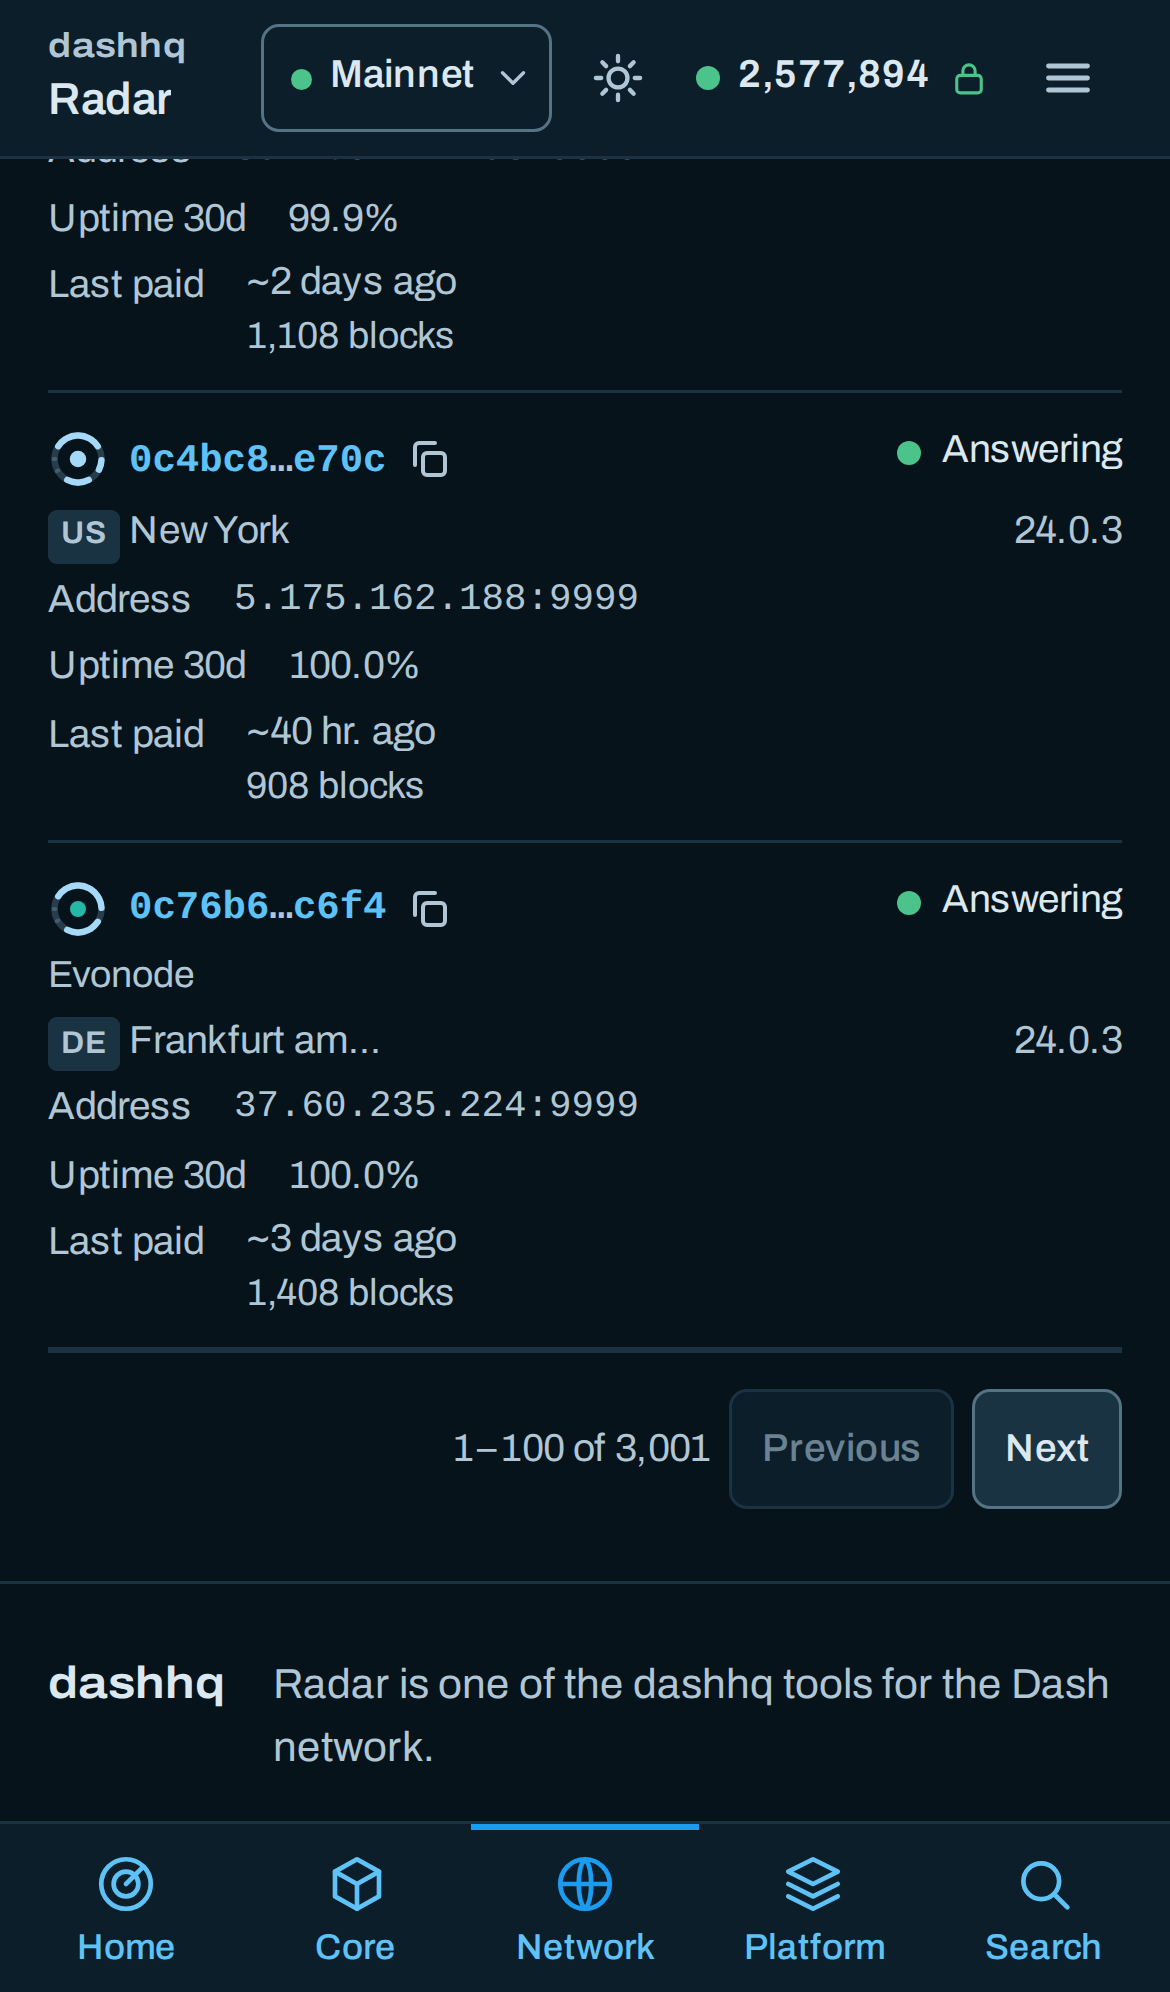 dashhq
Radar
Mainnet
2,577,894
Address
Uptime 30d 99.9%
Last paid ~2 days ago
1,108 blocks
0c4bc8…e70c
Answering
US New York 24.0.3
Address 5.175.162.188:9999
Uptime 30d 100.0%
Last paid ~40 hr. ago
908 blocks
0c76b6…c6f4
Answering
Evonode
DE Frankfurt am… 24.0.3
Address 37.60.235.224:9999
Uptime 30d 100.0%
Last paid ~3 days ago
1,408 blocks
1–100 of 3,001 Previous Next
dashhq Radar is one of the dashhq tools for the Dash
network.
Home Core Network Platform Search